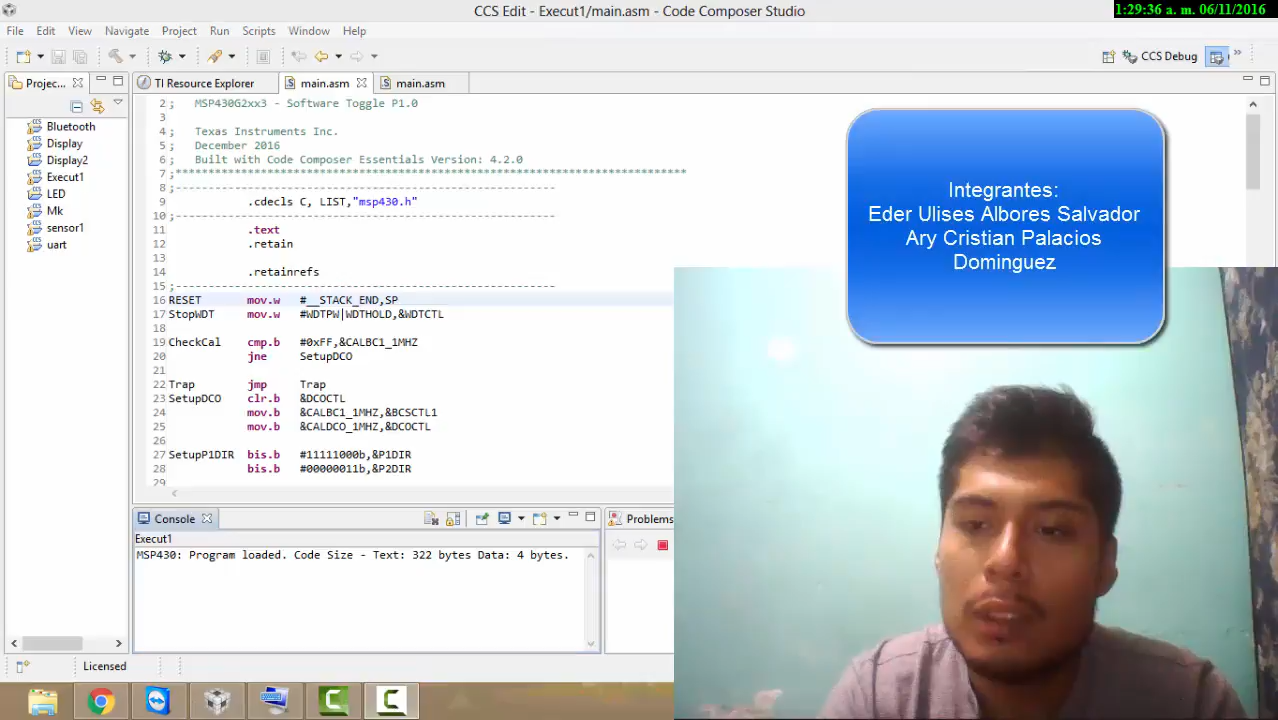 CCS Edit - Execut1/main.asm - Code Composer Studio
1:29:36 a. m. 06/11/2016
File Edit View Navigate Project Run Scripts Window Help
CCS Debug
Projec...
TI Resource Explorer
main.asm
main.asm
Bluetooth
Display
Display2
Execut1
LED
Mk
sensor1
uart
2; MSP430G2xx3 - Software Toggle P1.0
3
4; Texas Instruments Inc.
5; December 2016
6; Built with Code Composer Essentials Version: 4.2.0
7;*******************************************************************************
8;----------------------------------------------------------
9 .cdecls C, LIST,"msp430.h"
10;----------------------------------------------------------
11 .text
12 .retain
13
14 .retainrefs
15;----------------------------------------------------------
16 RESET mov.w #__STACK_END,SP
17 StopWDT mov.w #WDTPW|WDTHOLD,&WDTCTL
18
19 CheckCal cmp.b #0xFF,&CALBC1_1MHZ
20 jne SetupDCO
21
22 Trap jmp Trap
23 SetupDCO clr.b &DCOCTL
24 mov.b &CALBC1_1MHZ,&BCSCTL1
25 mov.b &CALDCO_1MHZ,&DCOCTL
26
27 SetupP1DIR bis.b #11111000b,&P1DIR
28 bis.b #00000011b,&P2DIR
29
Integrantes:
Eder Ulises Albores Salvador
Ary Cristian Palacios
Dominguez
Console
Problems
Execut1
MSP430: Program loaded. Code Size - Text: 322 bytes Data: 4 bytes.
Licensed